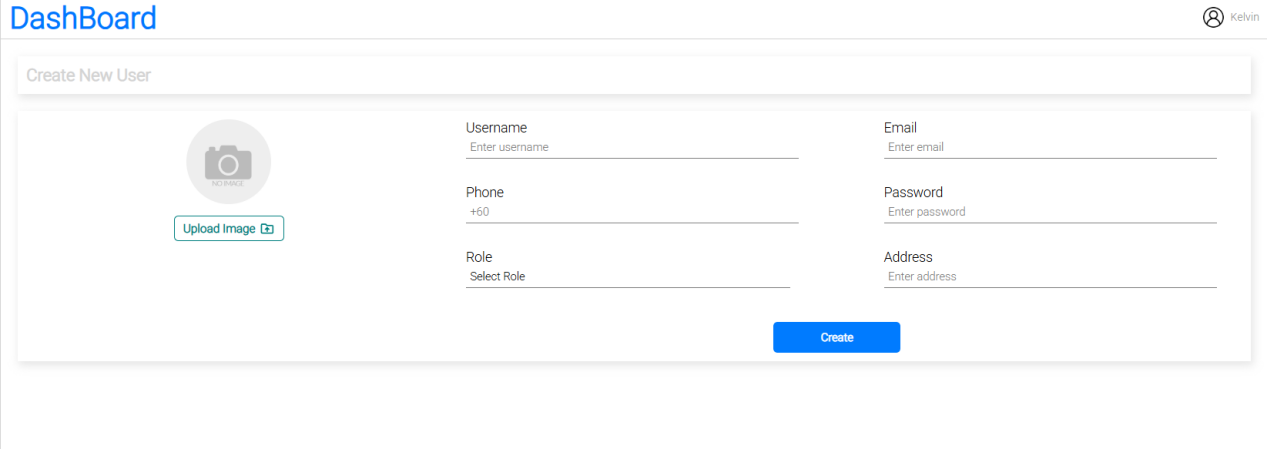 DashBoard
Kelvin
Create New User
NO IMAGE
Upload Image
Username
Enter username
Email
Enter email
Phone
+60
Password
Enter password
Role
Select Role
Address
Enter address
Create